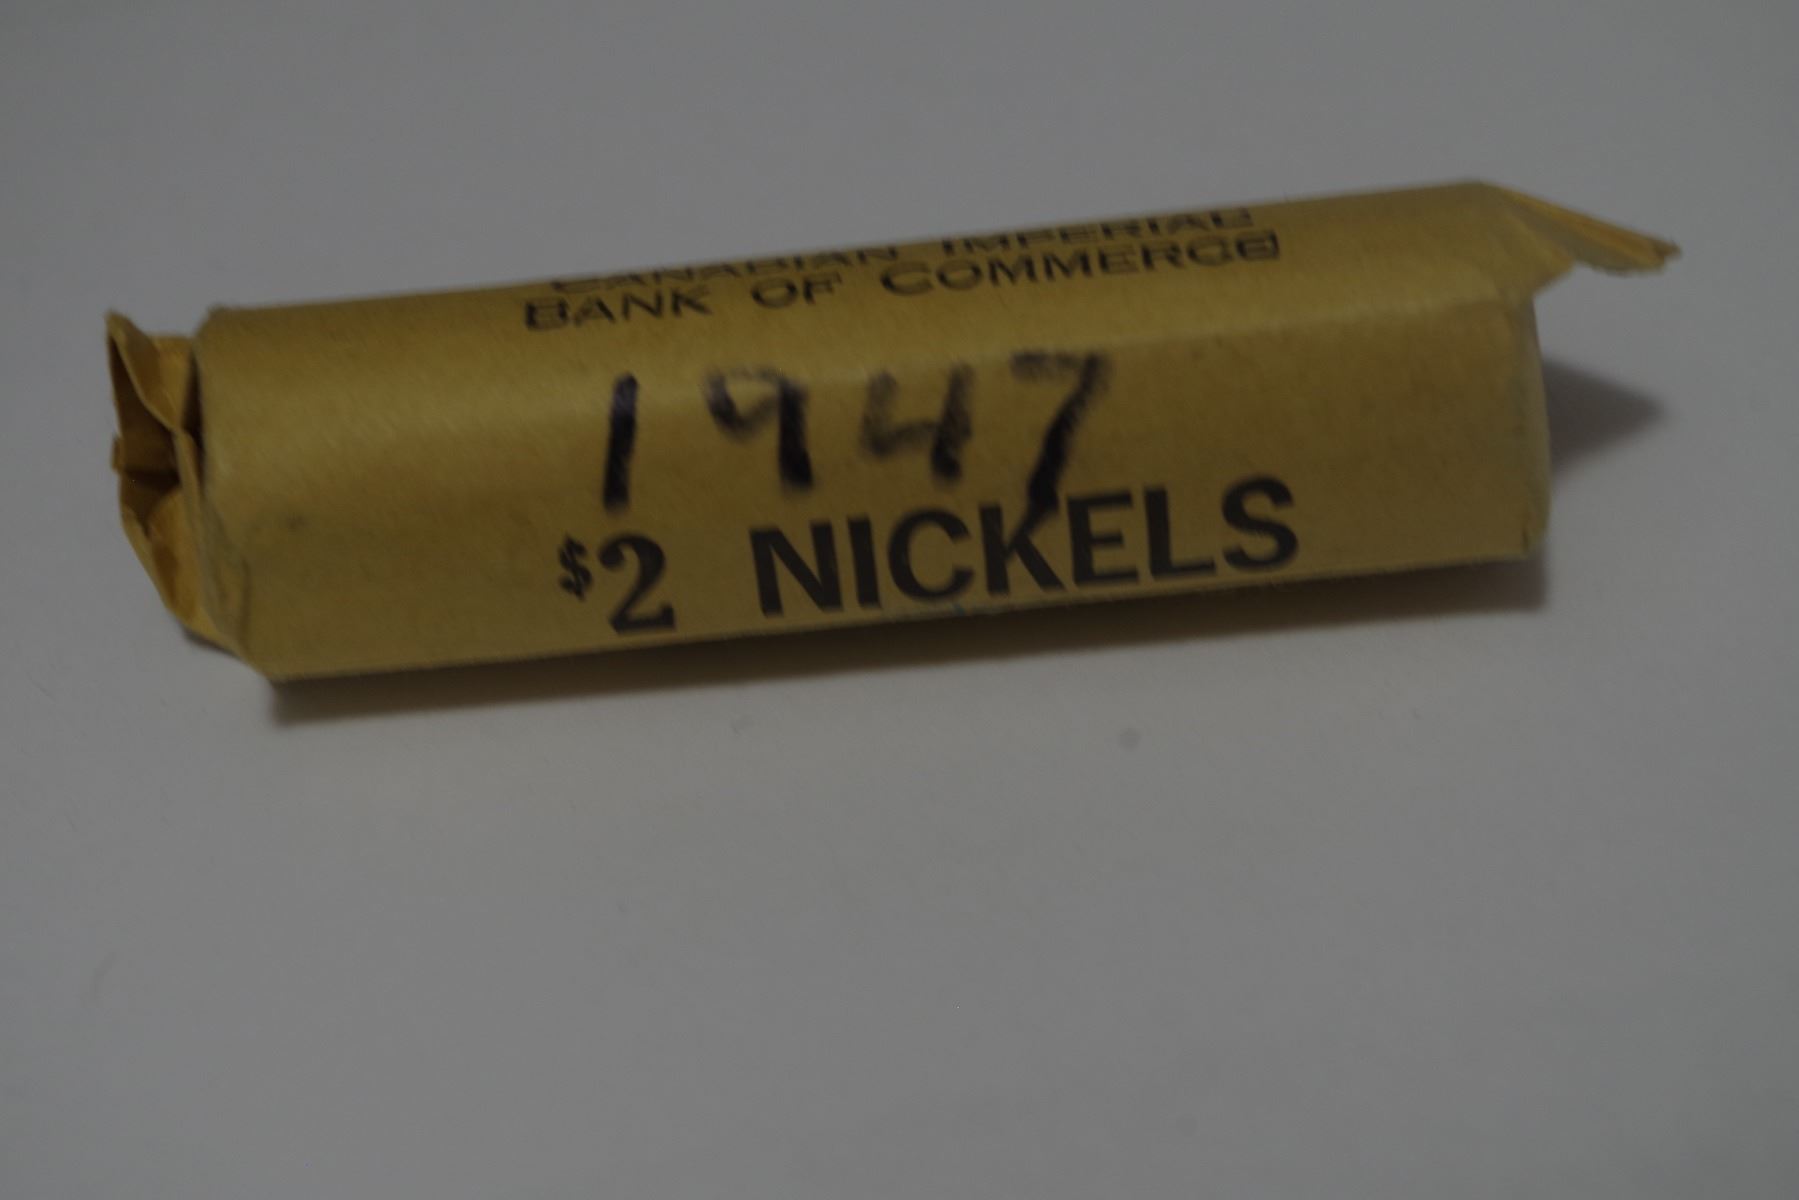 CANADIAN IMPERIAL
BANK OF COMMERCE
1947
$2 NICKELS